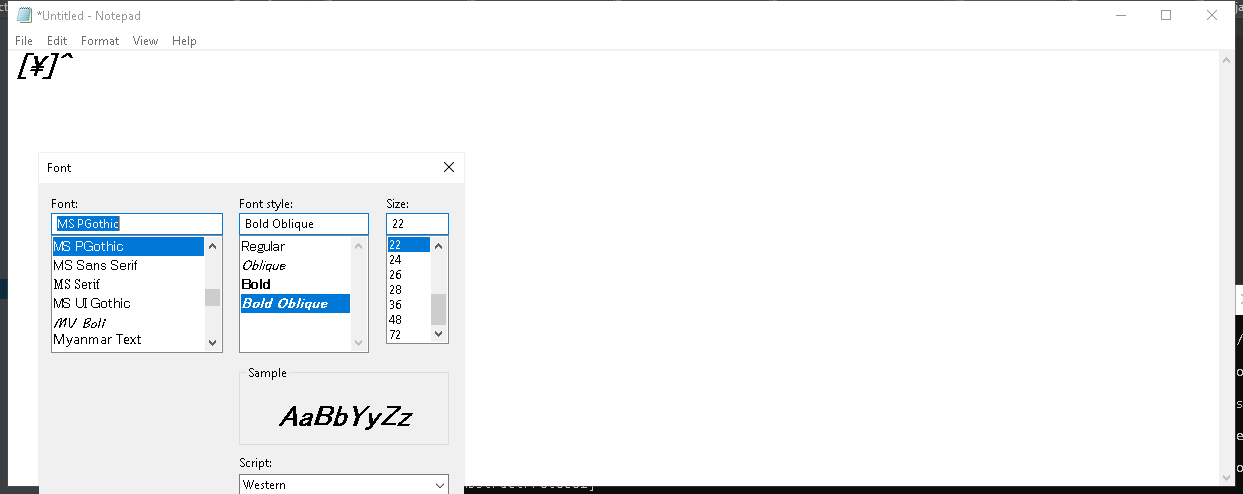 *Untitled - Notepad
File Edit Format View Help
[¥]^
Font
Font: Font style: Size:
MS PGothic Bold Oblique 22
MS PGothic Regular 22
MS Sans Serif Oblique 24
MS Serif Bold 26
MS UI Gothic Bold Oblique 28
MV Boli 36
Myanmar Text 48
72
Sample
AaBbYyZz
Script:
Western